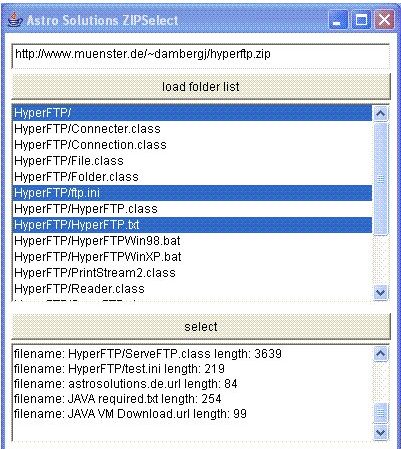 Astro Solutions ZIPSelect
http://www.muenster.de/~dambergj/hyperftp.zip
load folder list
HyperFTP/
HyperFTP/Connecter.class
HyperFTP/Connection.class
HyperFTP/File.class
HyperFTP/Folder.class
HyperFTP/ftp.ini
HyperFTP/HyperFTP.class
HyperFTP/HyperFTP.txt
HyperFTP/HyperFTPWin98.bat
HyperFTP/HyperFTPWinXP.bat
HyperFTP/PrintStream2.class
HyperFTP/Reader.class
select
filename: HyperFTP/ServeFTP.class length: 3639
filename: HyperFTP/test.ini length: 219
filename: astrosolutions.de.url length: 84
filename: JAVA required.txt length: 254
filename: JAVA VM Download.url length: 99